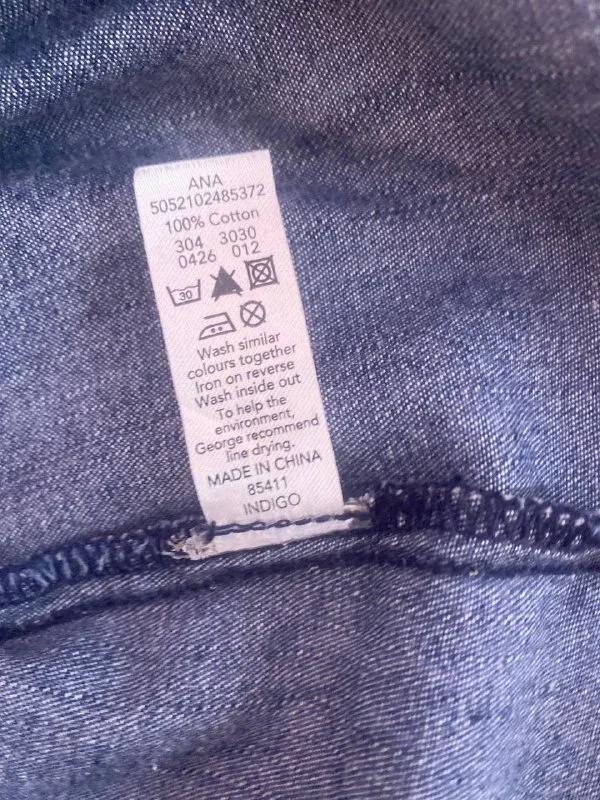 ANA
5052102485372
100% Cotton
304 3030
0426 012
30
Wash similar
colours together
Iron on reverse
Wash inside out
To help the
environment,
George recommend
line drying.
MADE IN CHINA
85411
INDIGO